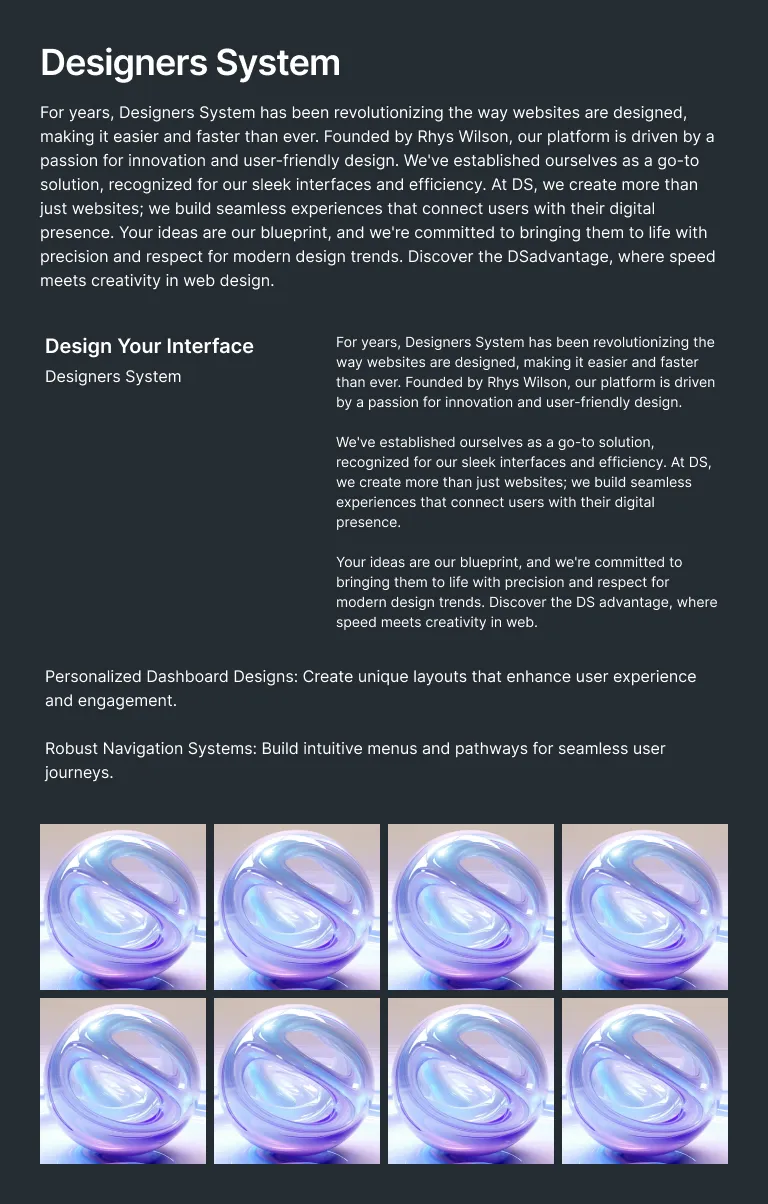 Designers System
For years, Designers System has been revolutionizing the way websites are designed,
making it easier and faster than ever. Founded by Rhys Wilson, our platform is driven by a
passion for innovation and user-friendly design. We've established ourselves as a go-to
solution, recognized for our sleek interfaces and efficiency. At DS, we create more than
just websites; we build seamless experiences that connect users with their digital
presence. Your ideas are our blueprint, and we're committed to bringing them to life with
precision and respect for modern design trends. Discover the DSadvantage, where speed
meets creativity in web design.
Design Your Interface
Designers System
For years, Designers System has been revolutionizing the
way websites are designed, making it easier and faster
than ever. Founded by Rhys Wilson, our platform is driven
by a passion for innovation and user-friendly design.
We've established ourselves as a go-to solution,
recognized for our sleek interfaces and efficiency. At DS,
we create more than just websites; we build seamless
experiences that connect users with their digital
presence.
Your ideas are our blueprint, and we're committed to
bringing them to life with precision and respect for
modern design trends. Discover the DS advantage, where
speed meets creativity in web.
Personalized Dashboard Designs: Create unique layouts that enhance user experience
and engagement.
Robust Navigation Systems: Build intuitive menus and pathways for seamless user
journeys.